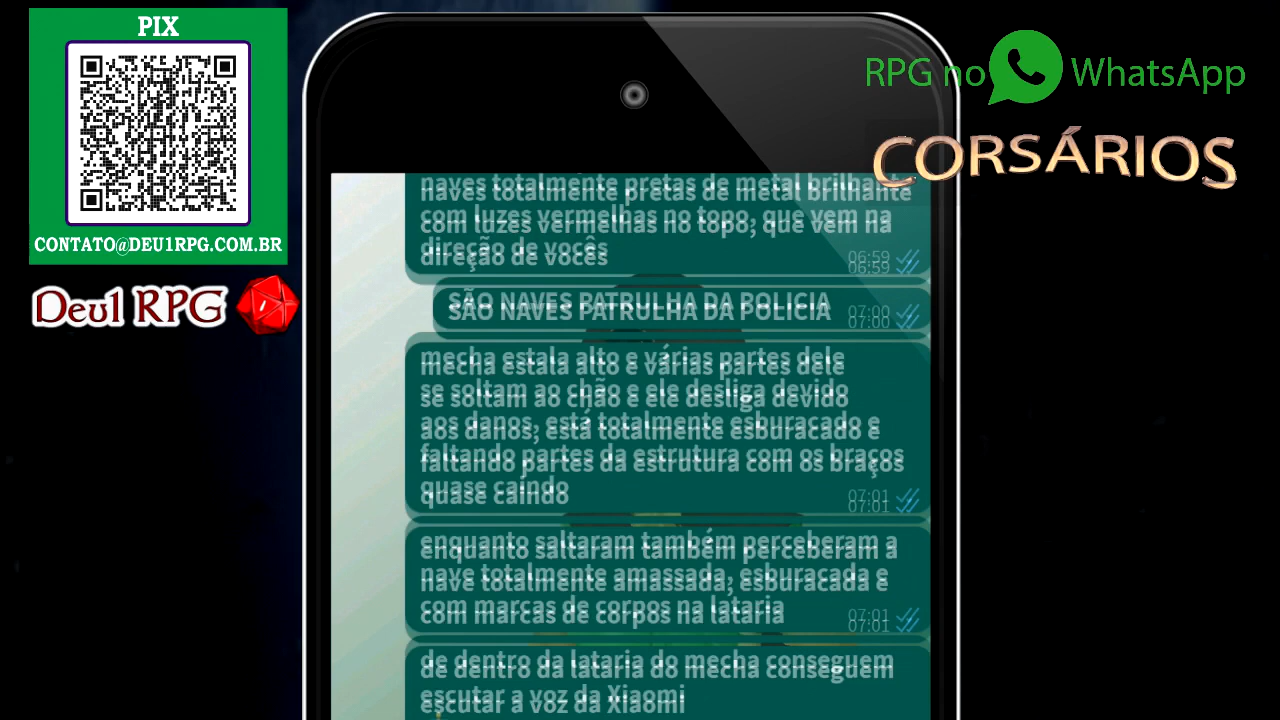 PIX
CONTATO@DEU1RPG.COM.BR
Deu1 RPG
RPG no WhatsApp
CORSÁRIOS
naves totalmente pretas de metal brilhante
com luzes vermelhas no topo, que vem na
direção de vocês
06:59
SÃO NAVES PATRULHA DA POLICIA
07:00
mecha estala alto e várias partes dele
se soltam ao chão e ele desliga devido
aos danos, está totalmente esburacado e
faltando partes da estrutura com os braços
quase caindo
07:01
enquanto saltaram também perceberam a
nave totalmente amassada, esburacada e
com marcas de corpos na lataria
07:01
de dentro da lataria do mecha conseguem
escutar a voz da Xiaomi